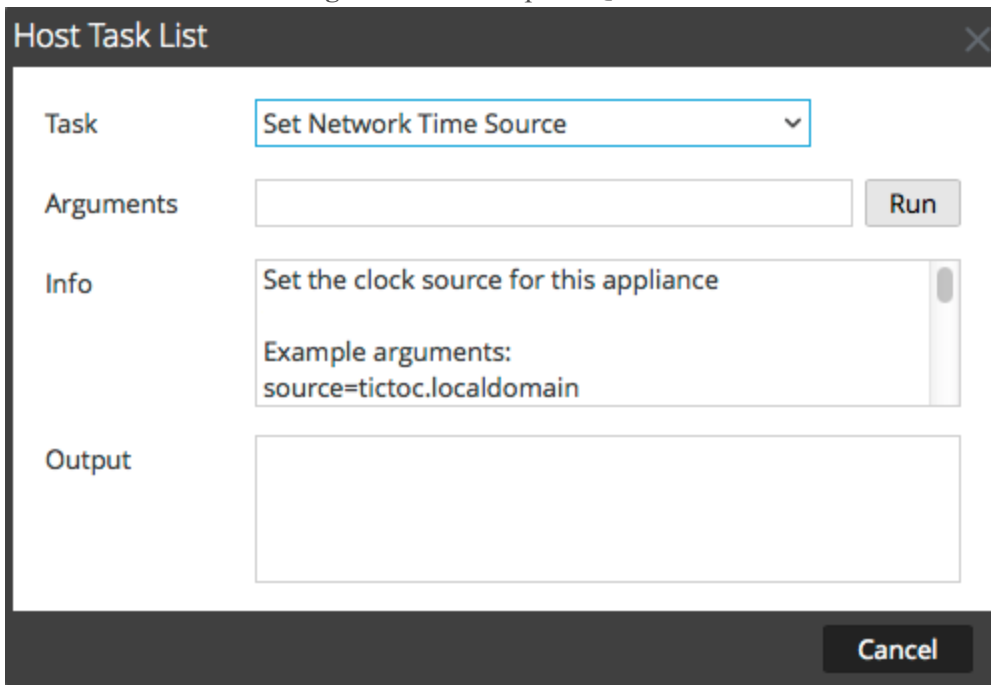 Host Task List
Task
Set Network Time Source
Arguments
Run
Info
Set the clock source for this appliance
Example arguments:
source=tictoc.localdomain
Output
Cancel